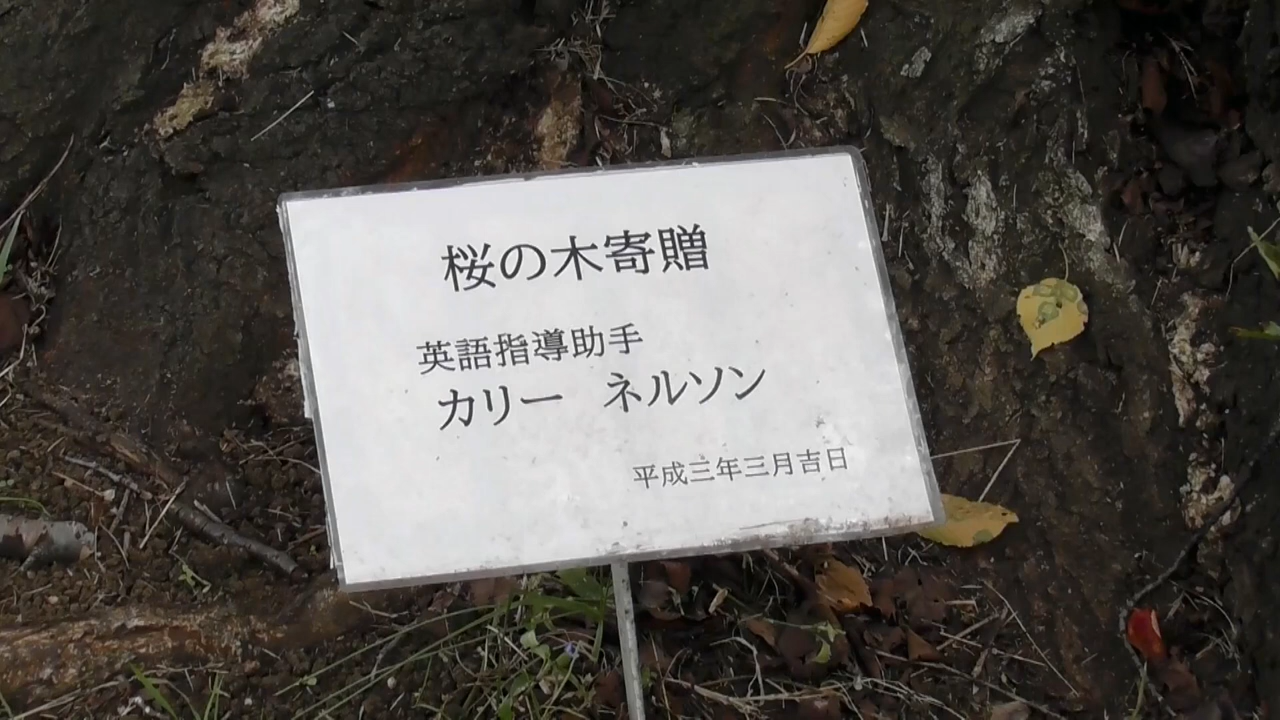 桜の木寄贈
英語指導助手
カリー　ネルソン
平成三年三月吉日